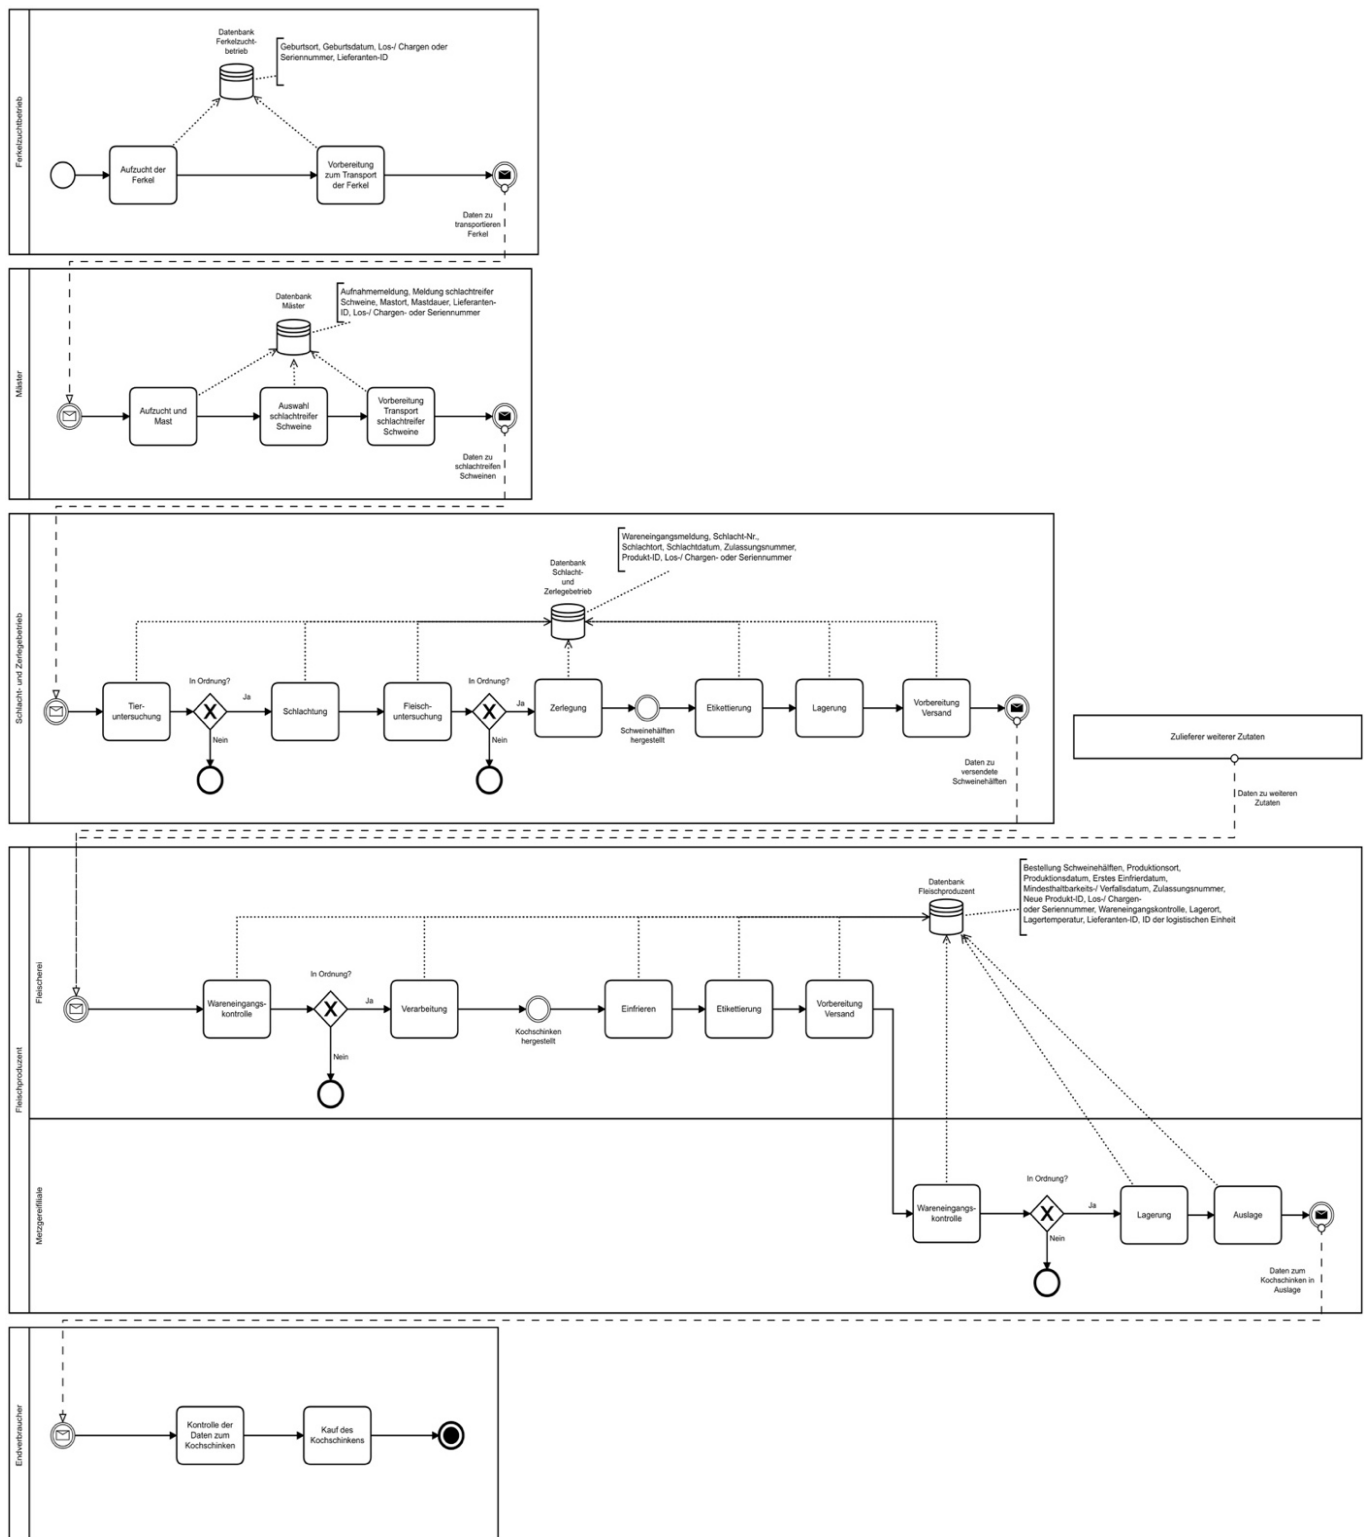 Ferkelzuchtbetrieb
Datenbank
Ferkelzucht-
betrieb
Geburtsort, Geburtsdatum, Los-/ Chargen oder
Seriennummer, Lieferanten-ID
Aufzucht der
Ferkel
Vorbereitung
zum Transport
der Ferkel
Daten zu
transportieren
Ferkel
Mäster
Datenbank
Mäster
Aufnahmemeldung, Meldung schlachtreifer
Schweine, Mastort, Mastdauer, Lieferanten-
ID, Los-/ Chargen- oder Seriennummer
Aufzucht und
Mast
Auswahl
schlachtreifer
Schweine
Vorbereitung
Transport
schlachtreifer
Schweine
Daten zu
schlachtreifen
Schweinen
Schlacht- und Zerlegebetrieb
Datenbank
Schlacht-
und
Zerlegebetrieb
Wareneingangsmeldung, Schlacht-Nr.,
Schlachtort, Schlachtdatum, Zulassungsnummer,
Produkt-ID, Los-/ Chargen- oder Seriennummer
Tier-
untersuchung
In Ordnung?
Ja
Nein
Schlachtung
Fleisch-
untersuchung
In Ordnung?
Ja
Nein
Zerlegung
Schweinehälften
hergestellt
Etikettierung
Lagerung
Vorbereitung
Versand
Daten zu
versendete
Schweinehälften
Zulieferer weiterer Zutaten
Daten zu weiteren
Zutaten
Fleischproduzent
Fleischerei
Datenbank
Fleischproduzent
Bestellung Schweinehälften, Produktionsort,
Produktionsdatum, Erstes Einfrierdatum,
Mindesthaltbarkeits-/ Verfallsdatum, Zulassungsnummer,
Neue Produkt-ID, Los-/ Chargen-
oder Seriennummer, Wareneingangskontrolle, Lagerort,
Lagertemperatur, Lieferanten-ID, ID der logistischen Einheit
Wareneingangs-
kontrolle
In Ordnung?
Ja
Nein
Verarbeitung
Kochschinken
hergestellt
Einfrieren
Etikettierung
Vorbereitung
Versand
Metzgereifiliale
Wareneingangs-
kontrolle
In Ordnung?
Ja
Nein
Lagerung
Auslage
Daten zum
Kochschinken in
Auslage
Endverbraucher
Kontrolle der
Daten zum
Kochschinken
Kauf des
Kochschinkens